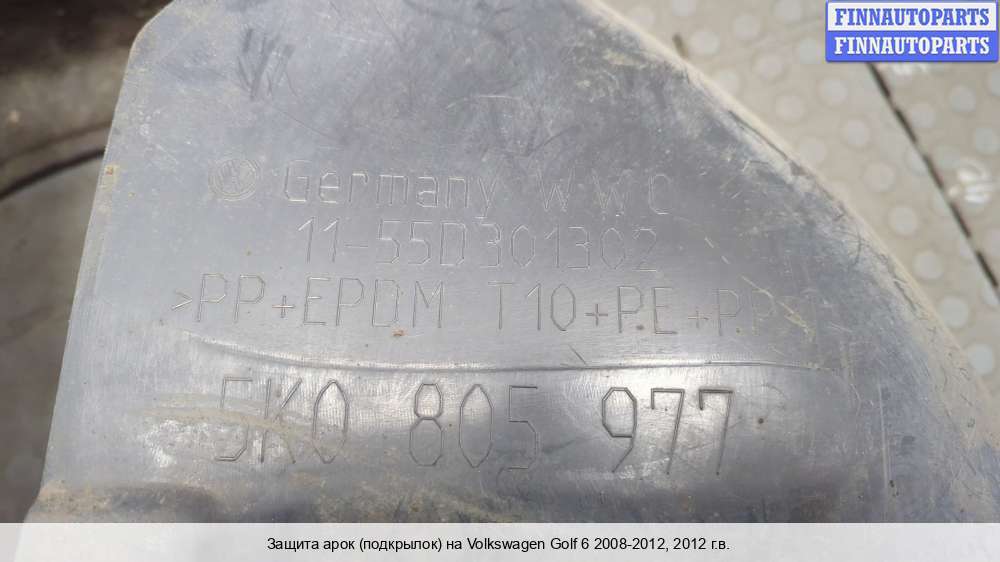 FINNAUTOPARTS
FINNAUTOPARTS
Germany WWC
11-55D301302
>PP+EPDM T10+PE+PP
5K0 805 977
Защита арок (подкрылок) на Volkswagen Golf 6 2008-2012, 2012 г.в.